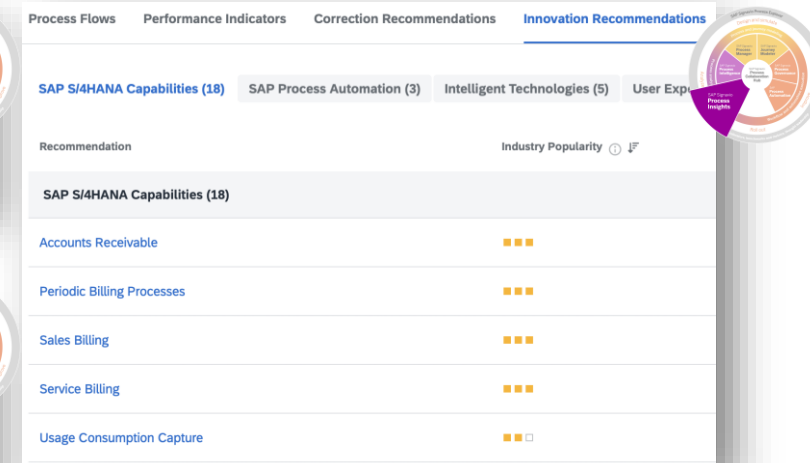 Process Flows Performance Indicators Correction Recommendations Innovation Recommendations
SAP S/4HANA Capabilities (18) SAP Process Automation (3) Intelligent Technologies (5) User Exp
Recommendation Industry Popularity
SAP S/4HANA Capabilities (18)
Accounts Receivable
Periodic Billing Processes
Sales Billing
Service Billing
Usage Consumption Capture
SAP Signavio
Process
Insights